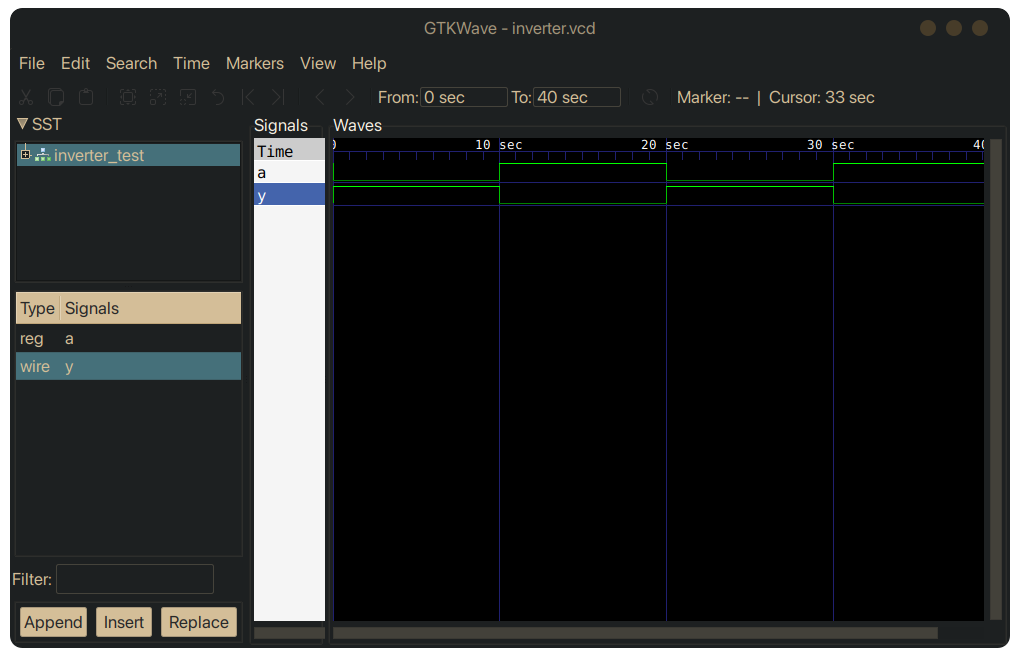 GTKWave - inverter.vcd
File Edit Search Time Markers View Help
From: 0 sec To: 40 sec Marker: -- | Cursor: 33 sec
SST
inverter_test
Type Signals
reg a
wire y
Filter:
Append Insert Replace
Signals
Time
a
y
Waves
0 10 sec 20 sec 30 sec 40